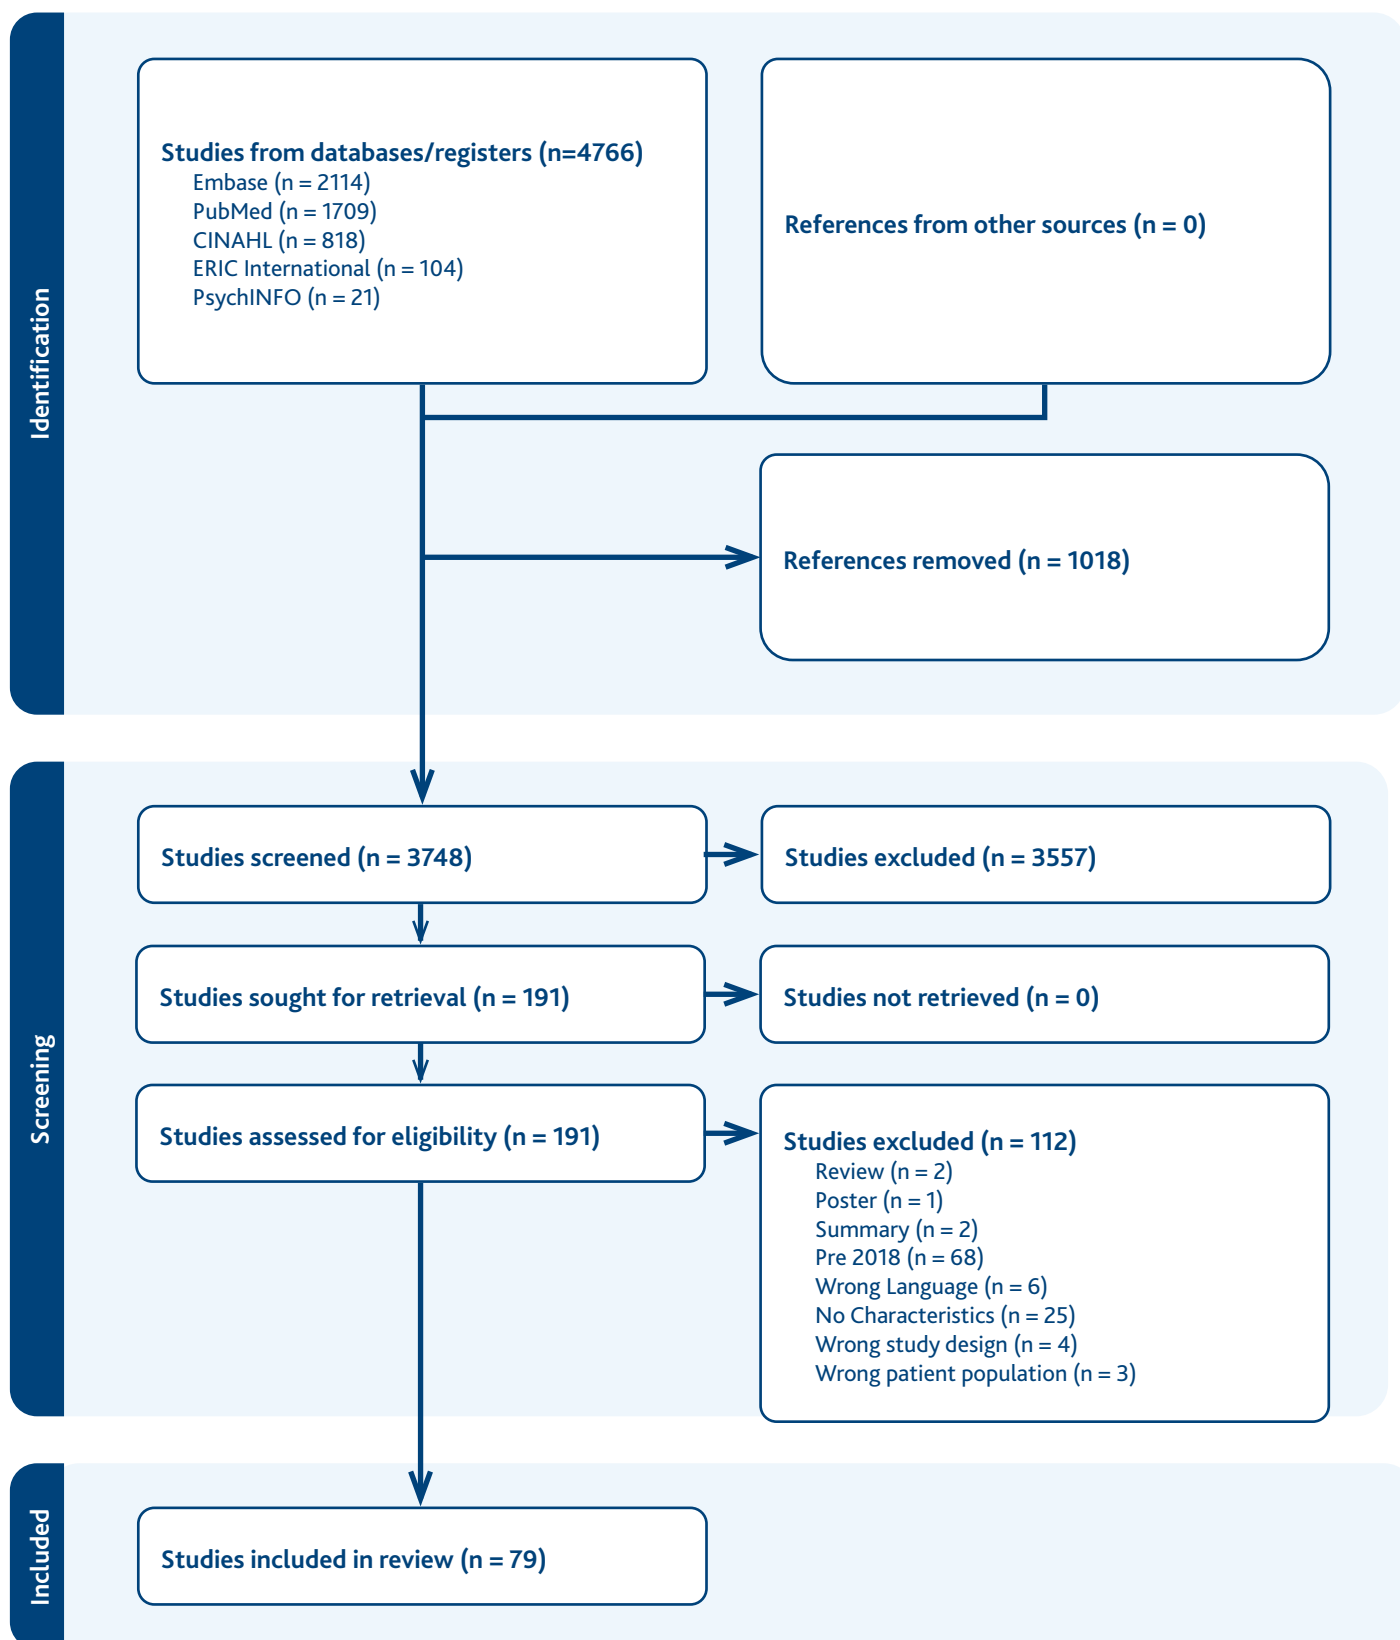 Identification
Studies from databases/registers (n=4766)
Embase (n = 2114)
PubMed (n = 1709)
CINAHL (n = 818)
ERIC International (n = 104)
PsychINFO (n = 21)
References from other sources (n = 0)
References removed (n = 1018)
Screening
Studies screened (n = 3748)
Studies excluded (n = 3557)
Studies sought for retrieval (n = 191)
Studies not retrieved (n = 0)
Studies assessed for eligibility (n = 191)
Studies excluded (n = 112)
Review (n = 2)
Poster (n = 1)
Summary (n = 2)
Pre 2018 (n = 68)
Wrong Language (n = 6)
No Characteristics (n = 25)
Wrong study design (n = 4)
Wrong patient population (n = 3)
Included
Studies included in review (n = 79)